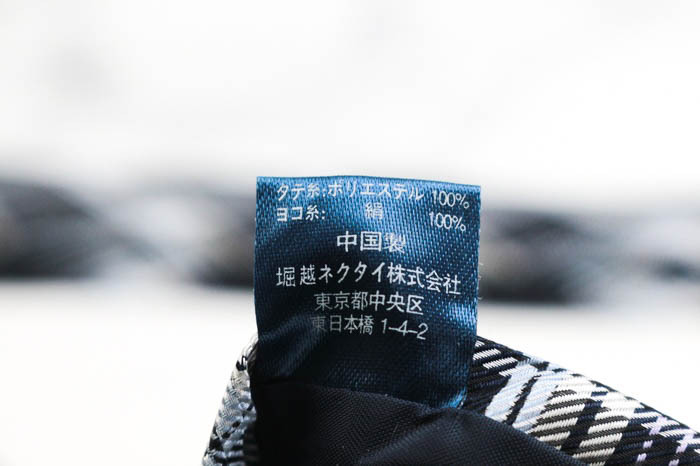 タテ糸:ポリエステル 100%
ヨコ糸: 絹 100%
中国製
堀越ネクタイ株式会社
東京都中央区
東日本橋 1-4-2